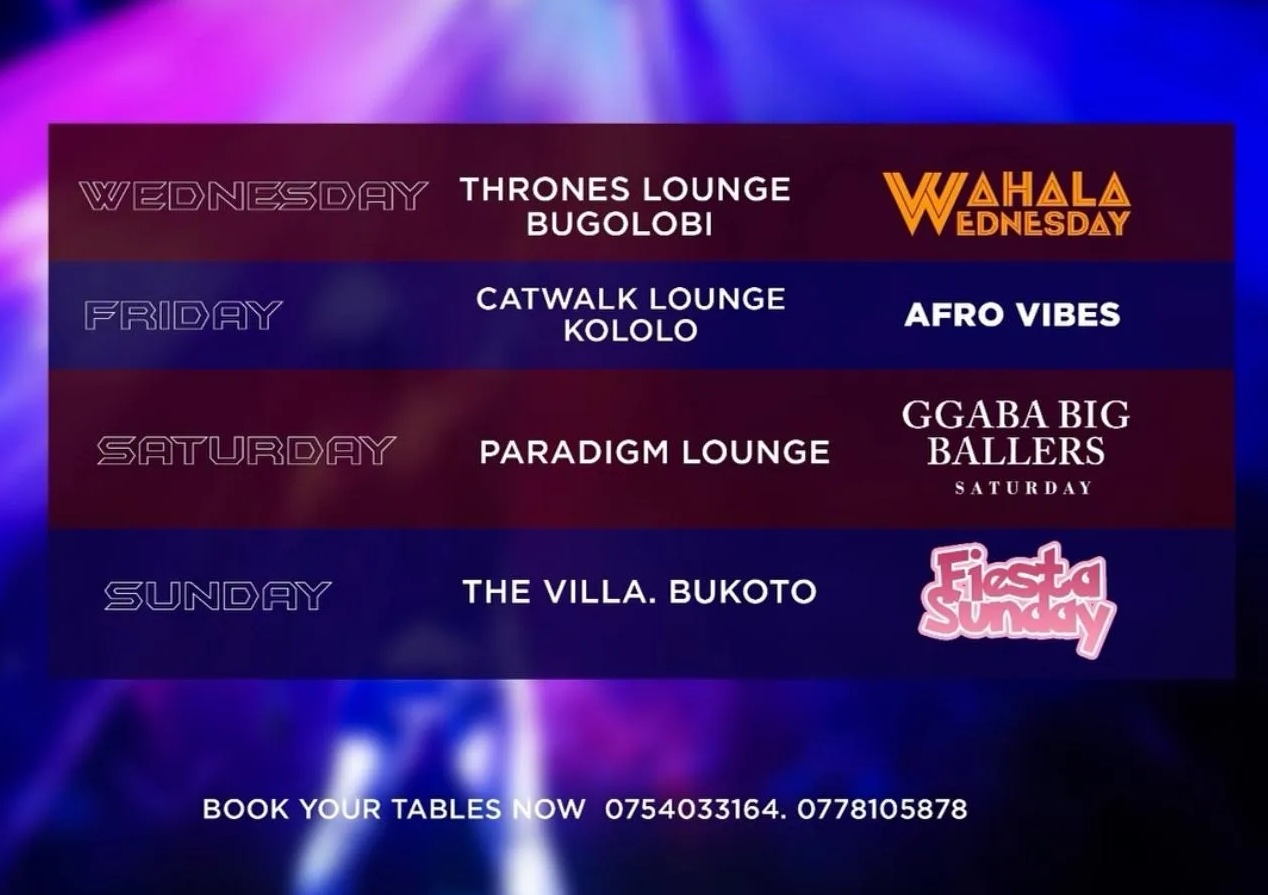 WEDNESDAY
THRONES LOUNGE
BUGOLOBI
WAHALA
WEDNESDAY
FRIDAY
CATWALK LOUNGE
KOLOLO
AFRO VIBES
SATURDAY
PARADIGM LOUNGE
GGABA BIG
BALLERS
SATURDAY
SUNDAY
THE VILLA. BUKOTO
Fiesta
Sunday
BOOK YOUR TABLES NOW 0754033164. 0778105878